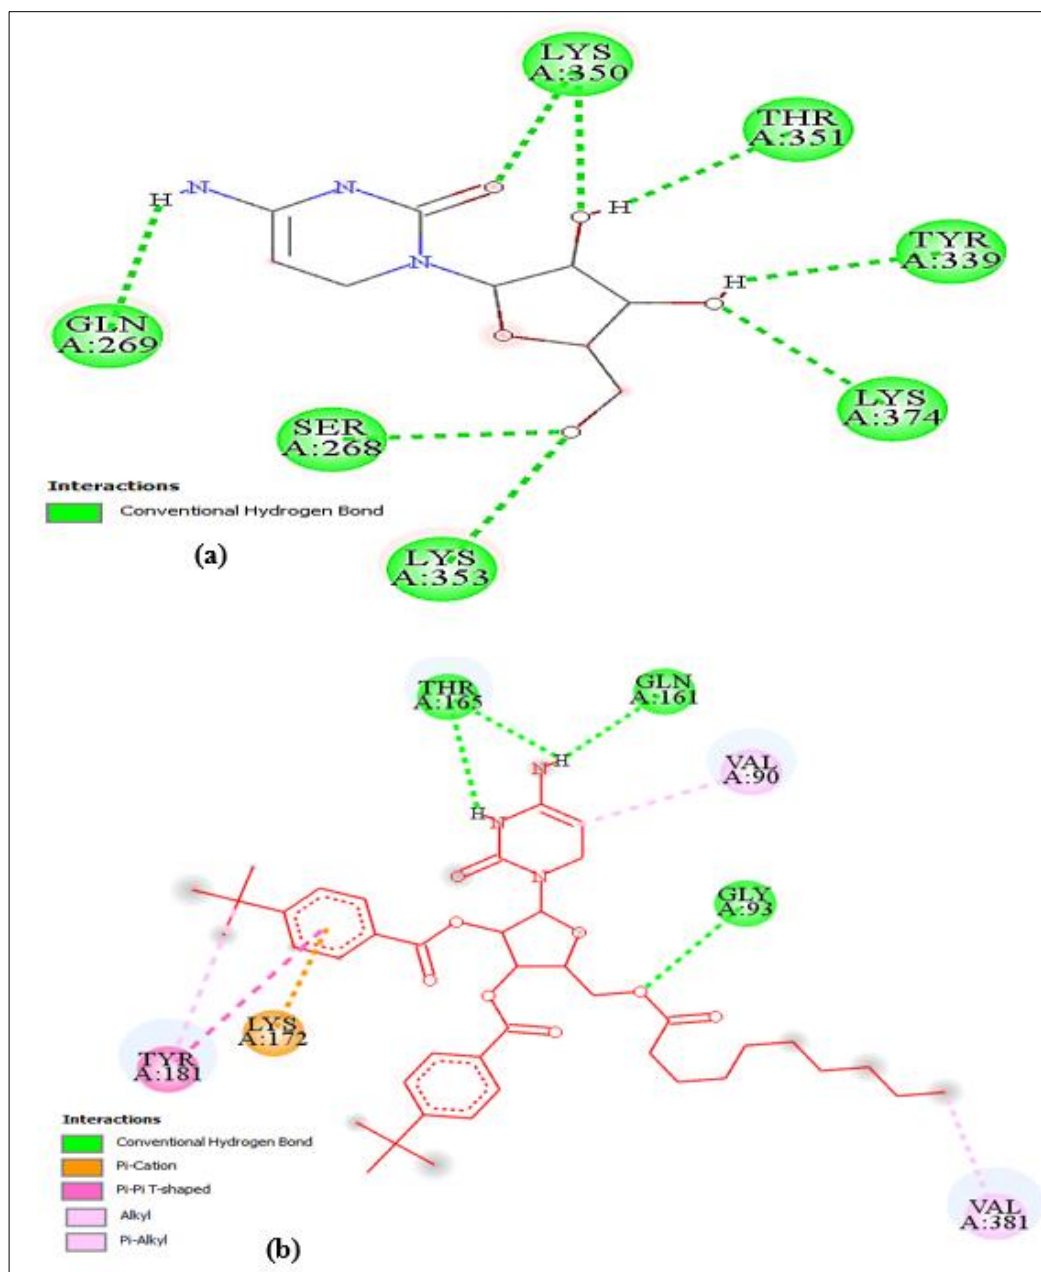 LYS
A:350
THR
A:351
H
N
N
O
H
O
N
TYR
A:339
H
O
O
GLN
A:269
LYS
A:374
SER
A:268
O
Interactions
Conventional Hydrogen Bond
(a)
LYS
A:353
THR
A:165
GLN
A:161
N
H
VAL
A:90
H
N
O
N
GLY
A:93
O
O
O
O
O
O
O
LYS
A:172
TYR
A:181
Interactions
Conventional Hydrogen Bond
Pi-Cation
Pi-Pi T-shaped
Alkyl
Pi-Alkyl
(b)
VAL
A:381